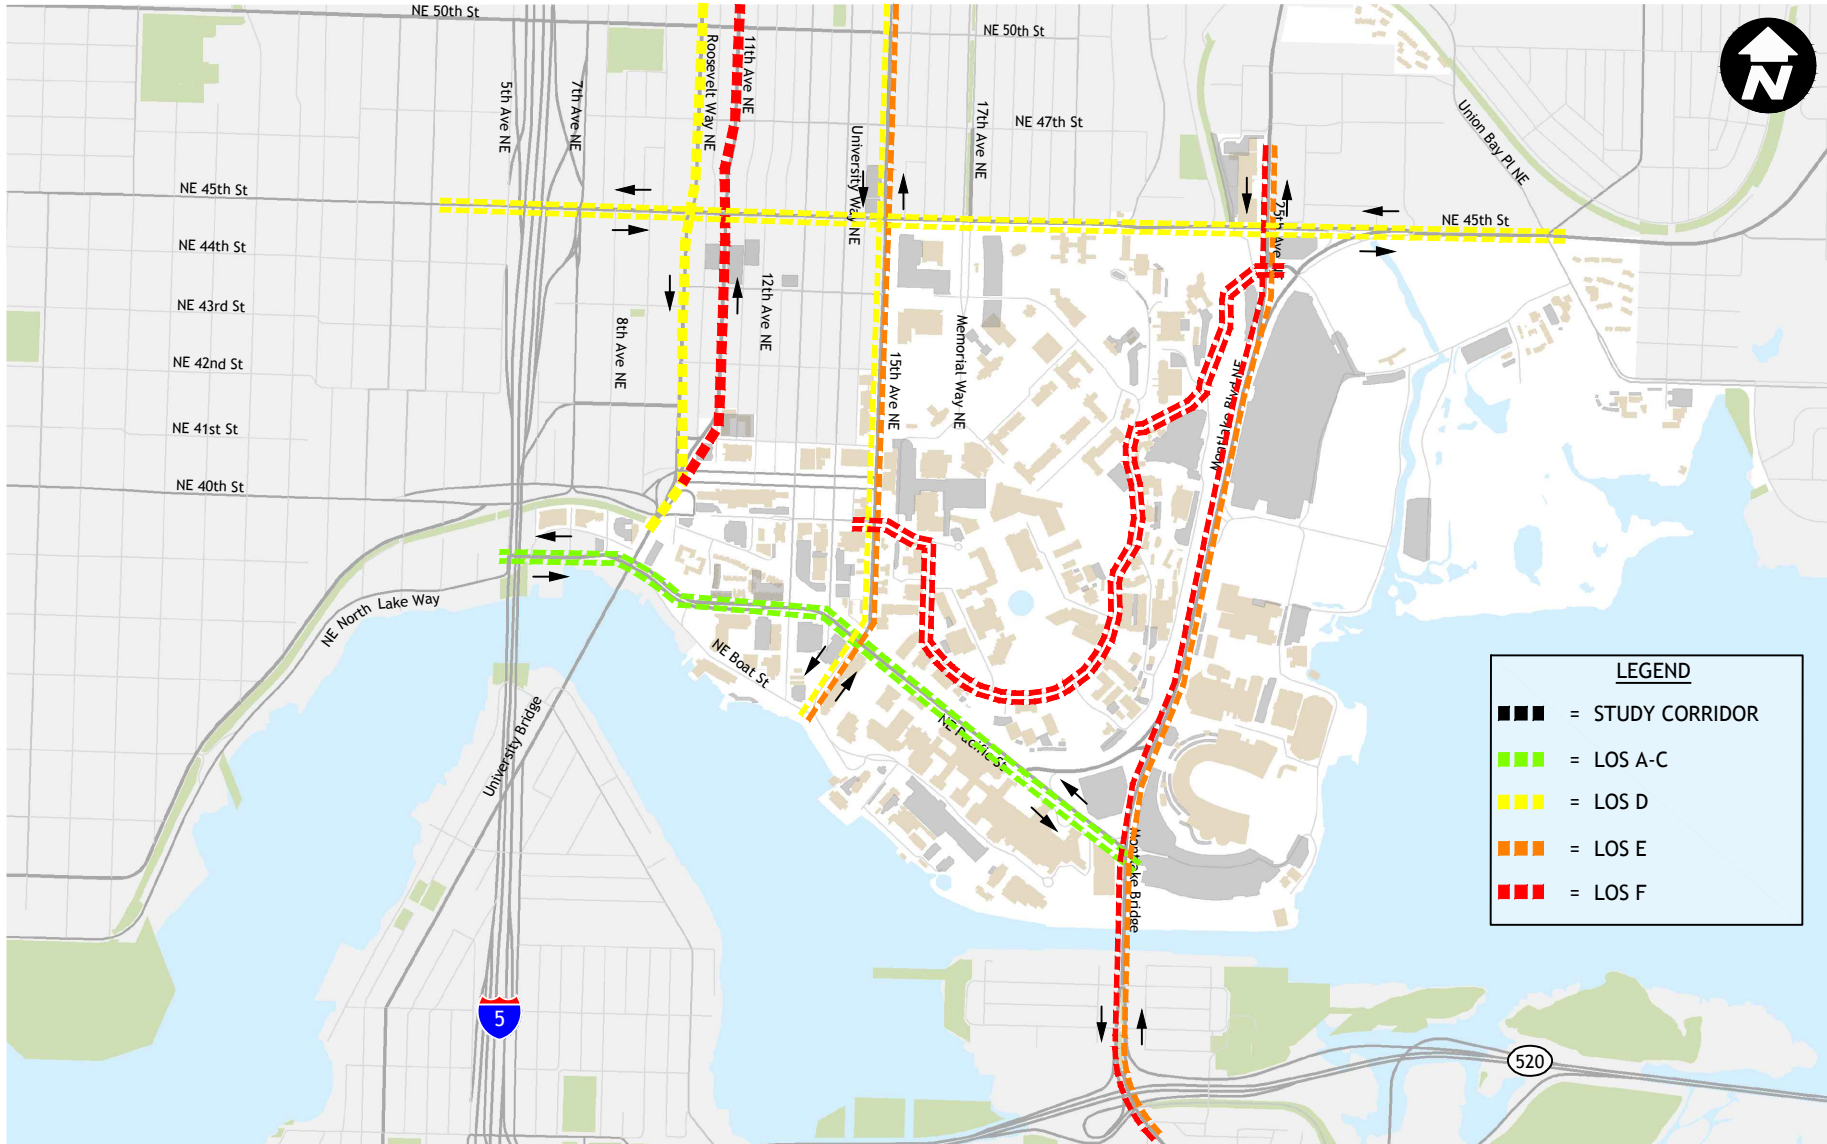 NE 50th St
NE 50th St
Roosevelt Way NE
11th Ave NE
5th Ave NE
7th Ave NE
University Way NE
17th Ave NE
NE 47th St
Union Bay Pl NE
N
NE 45th St
NE 45th St
25th Ave NE
NE 44th St
NE 43rd St
12th Ave NE
8th Ave NE
NE 42nd St
15th Ave NE
Memorial Way NE
Montlake Blvd NE
NE 41st St
NE 40th St
NE North Lake Way
NE Boat St
University Bridge
NE Pacific St
Montlake Bridge
LEGEND
= STUDY CORRIDOR
= LOS A-C
= LOS D
= LOS E
= LOS F
5
520